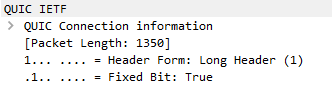 QUIC IETF
QUIC Connection information
[Packet Length: 1350]
1... .... = Header Form: Long Header (1)
.1.. .... = Fixed Bit: True